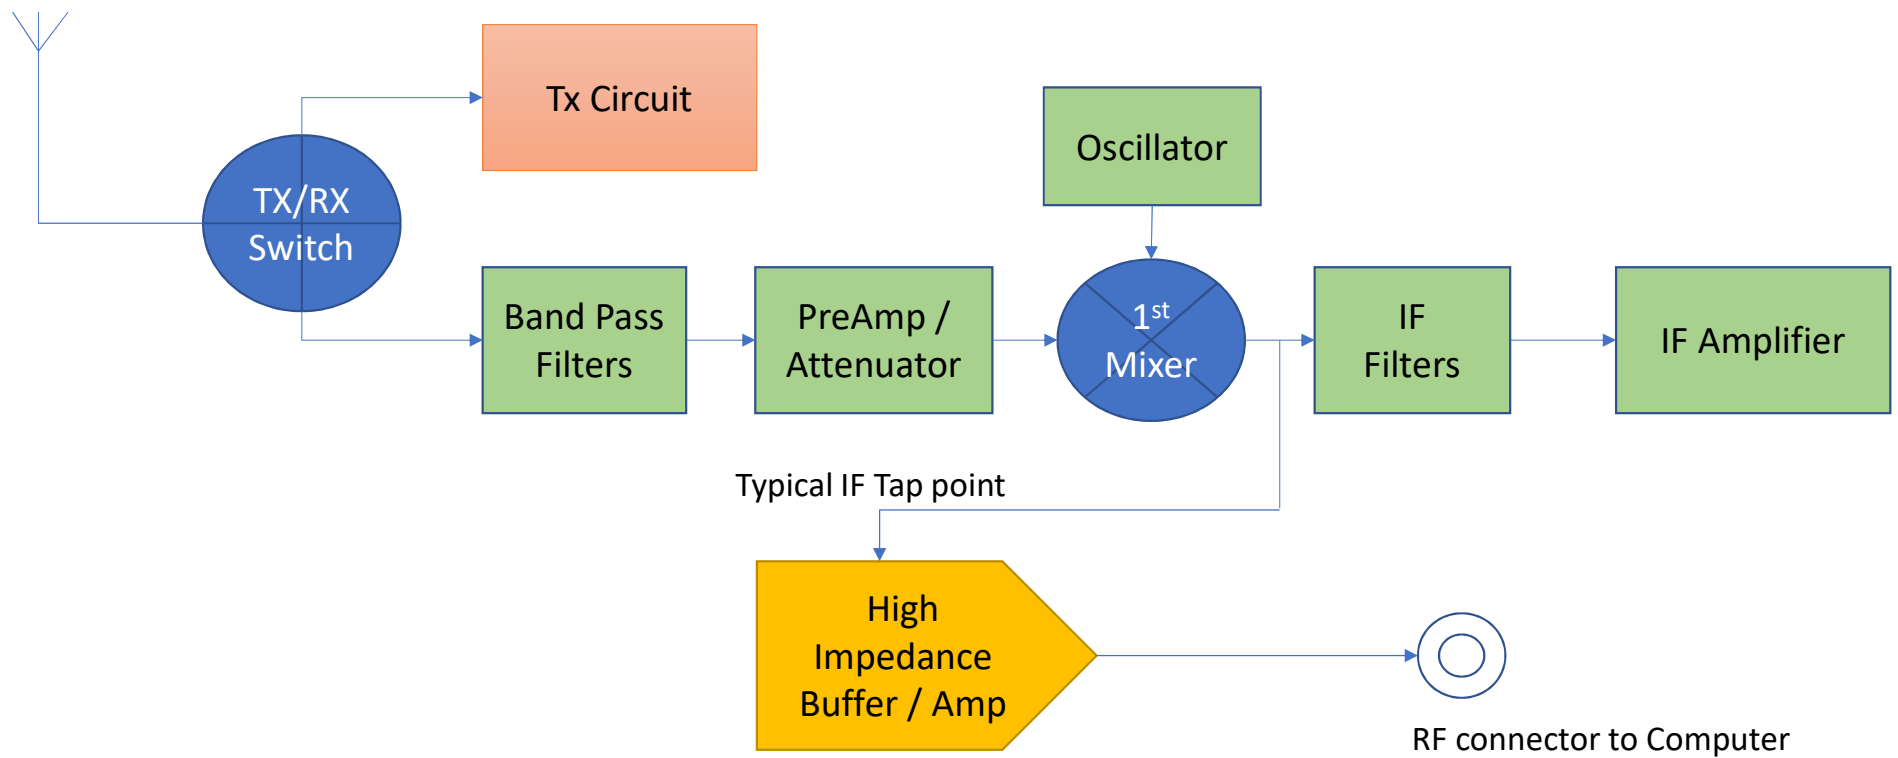 Tx Circuit
Oscillator
TX/RX
Switch
Band Pass
Filters
PreAmp /
Attenuator
1st
Mixer
IF
Filters
IF Amplifier
Typical IF Tap point
High
Impedance
Buffer / Amp
RF connector to Computer